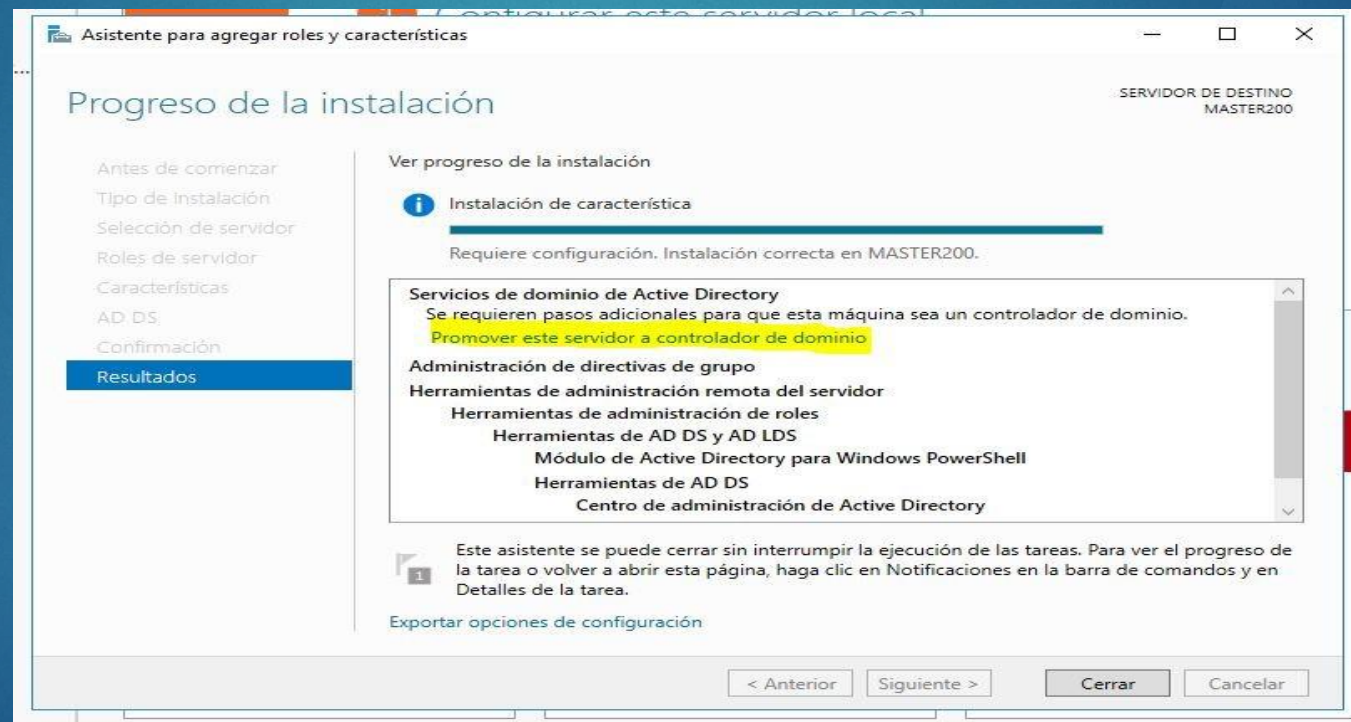 Configurar este servidor local
Asistente para agregar roles y características
...
Progreso de la instalación
SERVIDOR DE DESTINO
MASTER200
Antes de comenzar
Tipo de Instalación
Selección de servidor
Roles de servidor
Características
AD DS
Confirmación
Resultados
Ver progreso de la instalación
Instalación de característica
Requiere configuración. Instalación correcta en MASTER200.
Servicios de dominio de Active Directory
Se requieren pasos adicionales para que esta máquina sea un controlador de dominio.
Promover este servidor a controlador de dominio
Administración de directivas de grupo
Herramientas de administración remota del servidor
Herramientas de administración de roles
Herramientas de AD DS y AD LDS
Módulo de Active Directory para Windows PowerShell
Herramientas de AD DS
Centro de administración de Active Directory
1
Este asistente se puede cerrar sin interrumpir la ejecución de las tareas. Para ver el progreso de
la tarea o volver a abrir esta página, haga clic en Notificaciones en la barra de comandos y en
Detalles de la tarea.
Exportar opciones de configuración
< Anterior
Siguiente >
Cerrar
Cancelar